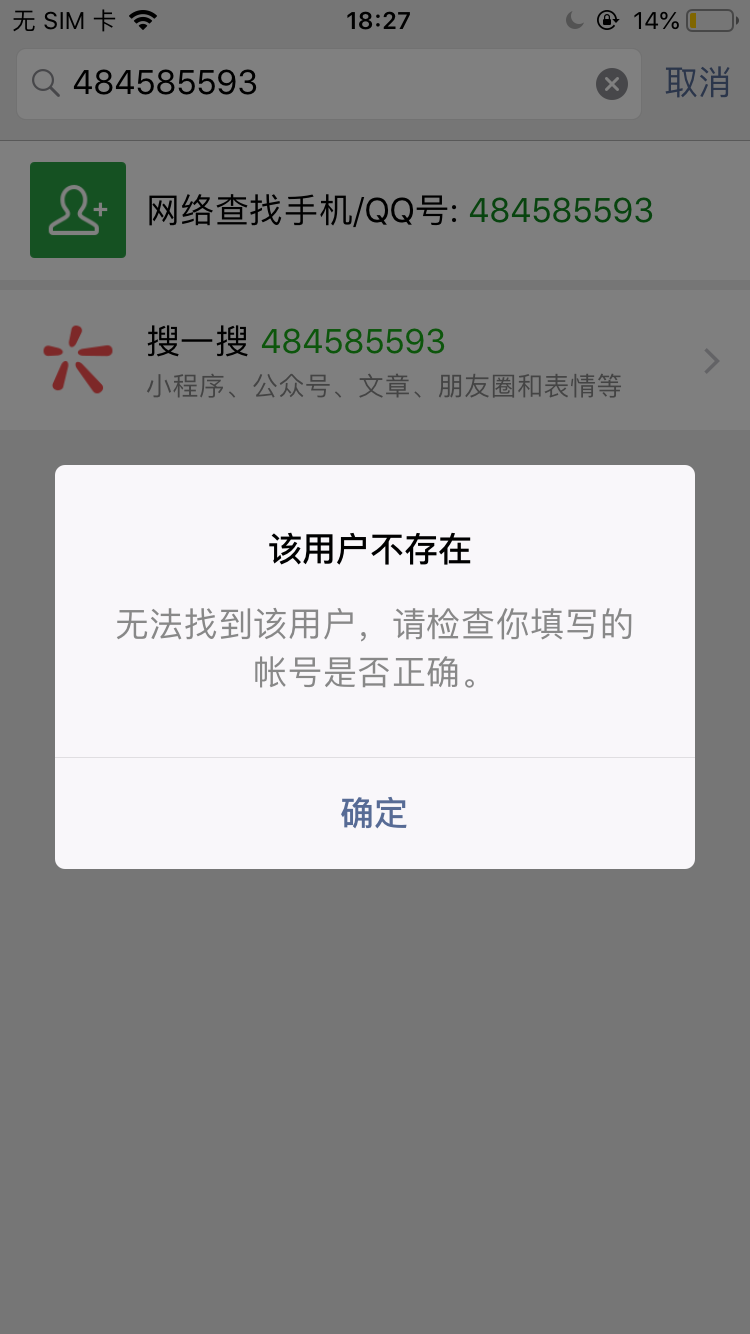 无 SIM 卡 18:27 14%
484585593 取消
网络查找手机/QQ号: 484585593
搜一搜 484585593
小程序、公众号、文章、朋友圈和表情等
该用户不存在
无法找到该用户，请检查你填写的
帐号是否正确。
确定